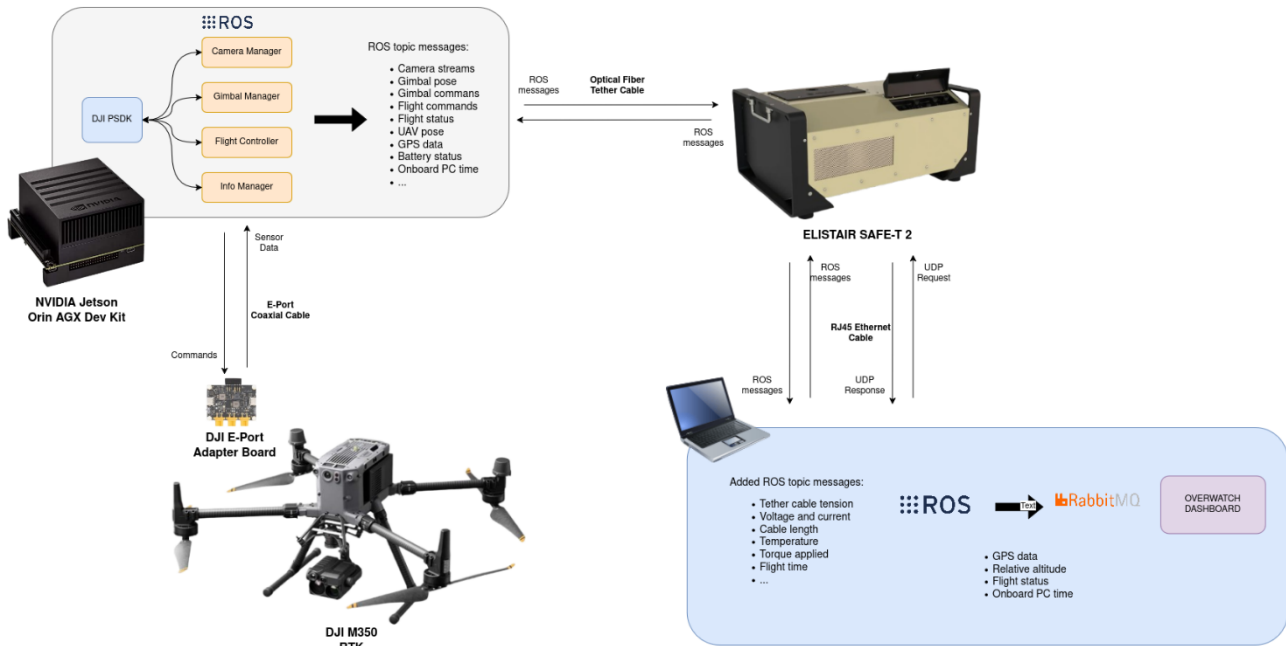 ROS
Camera Manager
Gimbal Manager
DJI PSDK
Flight Controller
Info Manager
ROS topic messages:
Camera streams
Gimbal pose
Gimbal commans
Flight commands
Flight status
UAV pose
GPS data
Battery status
Onboard PC time
...
ROS
messages
Optical Fiber
Tether Cable
ROS
messages
ELISTAIR SAFE-T 2
NVIDIA Jetson
Orin AGX Dev Kit
Sensor
Data
E-Port
Coaxial Cable
Commands
DJI E-Port
Adapter Board
DJI M350
RTK
ROS
messages
UDP
Request
RJ45 Ethernet
Cable
ROS
messages
UDP
Response
Added ROS topic messages:
Tether cable tension
Voltage and current
Cable length
Temperature
Torque applied
Flight time
...
ROS
Text
RabbitMQ
OVERWATCH
DASHBOARD
GPS data
Relative altitude
Flight status
Onboard PC time